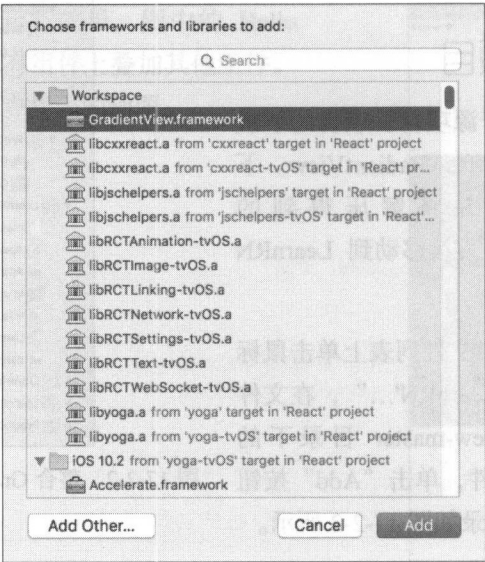 Choose frameworks and libraries to add:
Search
Workspace
GradientView.framework
libcxxreact.a from 'cxxreact' target in 'React' project
libcxxreact.a from 'cxxreact-tvOS' target in 'React' pr...
libjschelpers.a from 'jschelpers' target in 'React' project
libjschelpers.a from 'jschelpers-tvOS' target in 'React'...
libRCTAnimation-tvOS.a
libRCTImage-tvOS.a
libRCTLinking-tvOS.a
libRCTNetwork-tvOS.a
libRCTSettings-tvOS.a
libRCTText-tvOS.a
libRCTWebSocket-tvOS.a
libyoga.a from 'yoga' target in 'React' project
libyoga.a from 'yoga-tvOS' target in 'React' project
iOS 10.2 from 'yoga-tvOS' target in 'React' project
Accelerate.framework
Add Other...
Cancel
Add